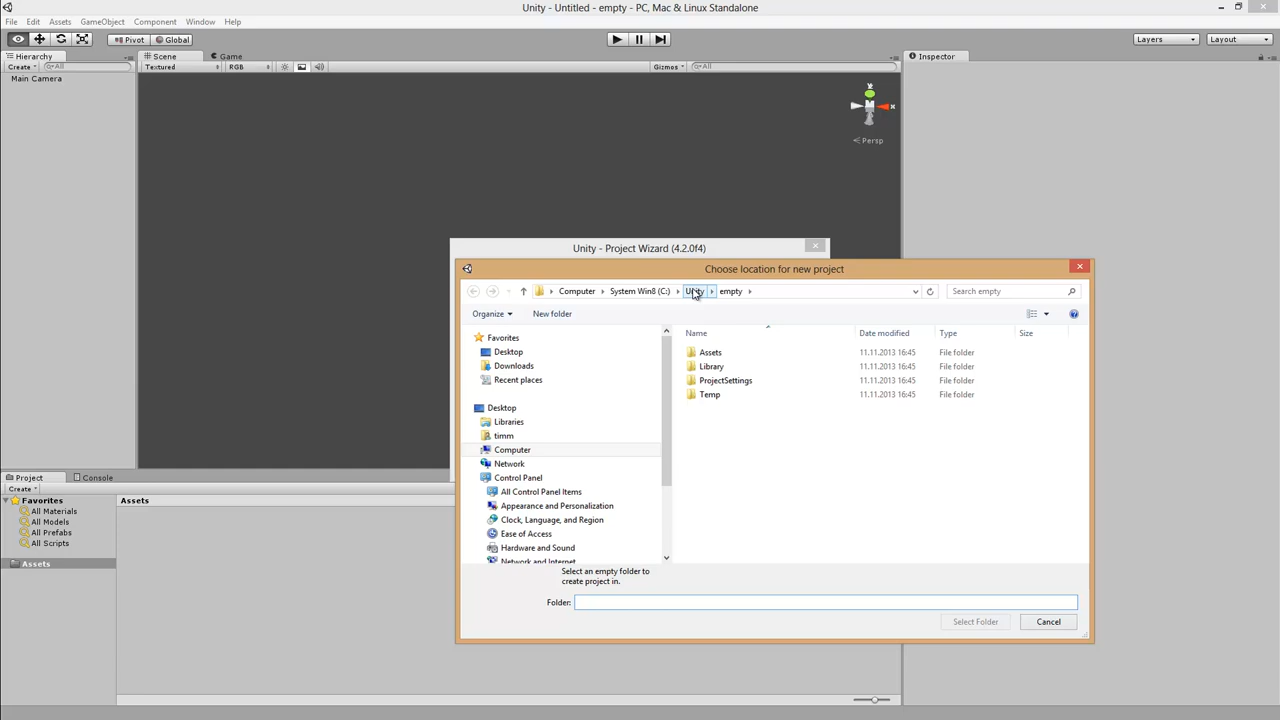 Unity - Untitled - empty - PC, Mac & Linux Standalone
File Edit Assets GameObject Component Window Help
Pivot Global Layers Layout
Hierarchy Scene Game Inspector
Create All Textured RGB Gizmos All
Main Camera
Y
x
Persp
Unity - Project Wizard (4.2.0f4)
Choose location for new project
Computer System Win8 (C:) Unity empty Search empty
Organize New folder
Name Date modified Type Size
Favorites
Desktop
Downloads
Recent places
Desktop
Libraries
timm
Computer
Network
Control Panel
All Control Panel Items
Appearance and Personalization
Clock, Language, and Region
Ease of Access
Hardware and Sound
Network and Internet
Assets 11.11.2013 16:45 File folder
Library 11.11.2013 16:45 File folder
ProjectSettings 11.11.2013 16:45 File folder
Temp 11.11.2013 16:45 File folder
Select an empty folder to
create project in.
Folder:
Select Folder Cancel
Project Console
Create
Favorites
All Materials
All Models
All Prefabs
All Scripts
Assets
Assets